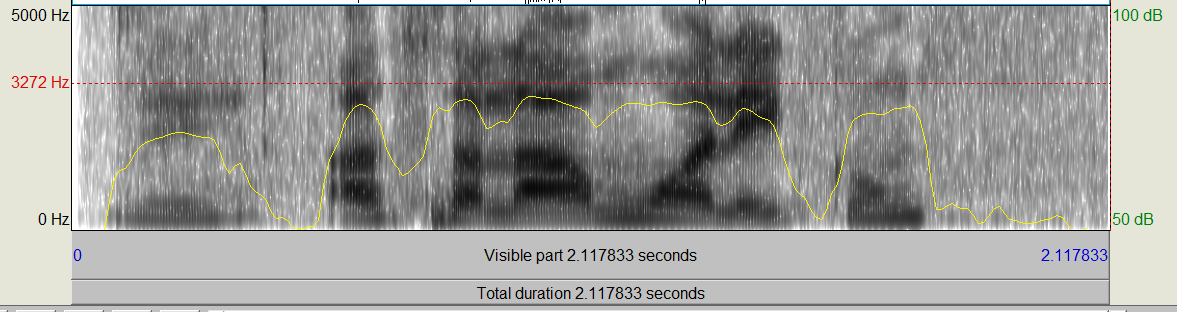 5000 Hz 100 dB
3272 Hz
0 Hz 50 dB
0 Visible part 2.117833 seconds 2.117833
Total duration 2.117833 seconds